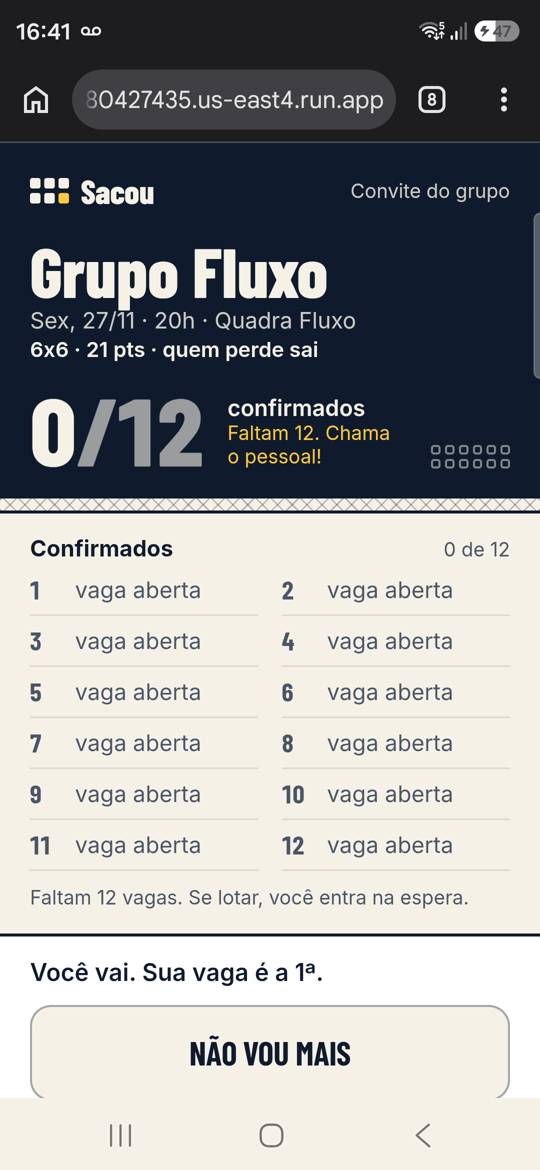 16:41
5
47
80427435.us-east4.run.app
8
Sacou
Convite do grupo
Grupo Fluxo
Sex, 27/11 · 20h · Quadra Fluxo
6x6 · 21 pts · quem perde sai
0/12
confirmados
Faltam 12. Chama
o pessoal!
Confirmados
0 de 12
1 vaga aberta
2 vaga aberta
3 vaga aberta
4 vaga aberta
5 vaga aberta
6 vaga aberta
7 vaga aberta
8 vaga aberta
9 vaga aberta
10 vaga aberta
11 vaga aberta
12 vaga aberta
Faltam 12 vagas. Se lotar, você entra na espera.
Você vai. Sua vaga é a 1ª.
NÃO VOU MAIS